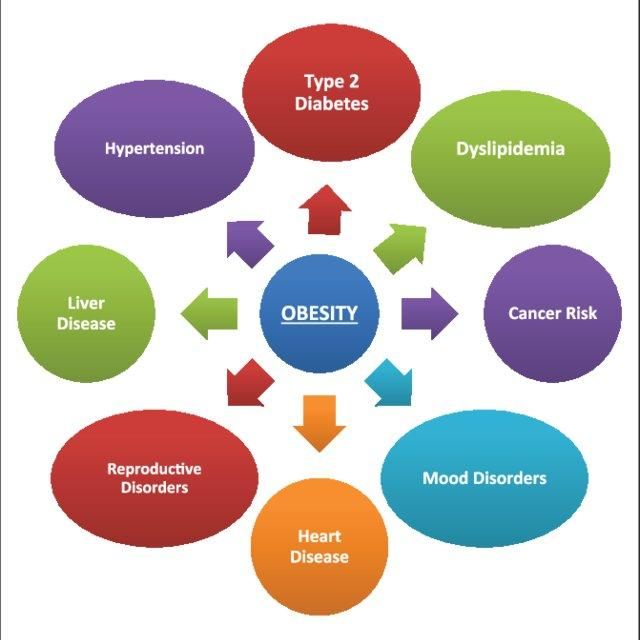 Type 2
Diabetes
Hypertension
Dyslipidemia
Liver
Disease
OBESITY
Cancer Risk
Reproductive
Disorders
Mood Disorders
Heart
Disease